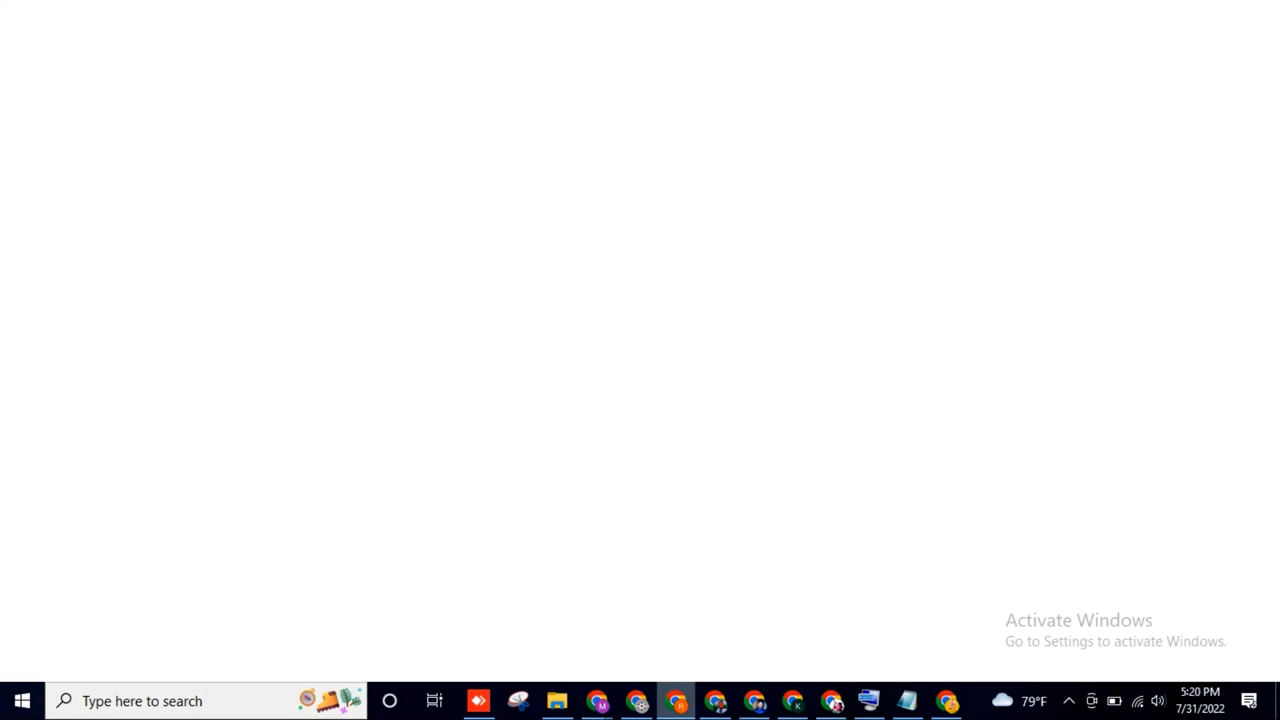 Activate Windows
Go to Settings to activate Windows.
Type here to search
M
R
K
79°F
5:20 PM
7/31/2022